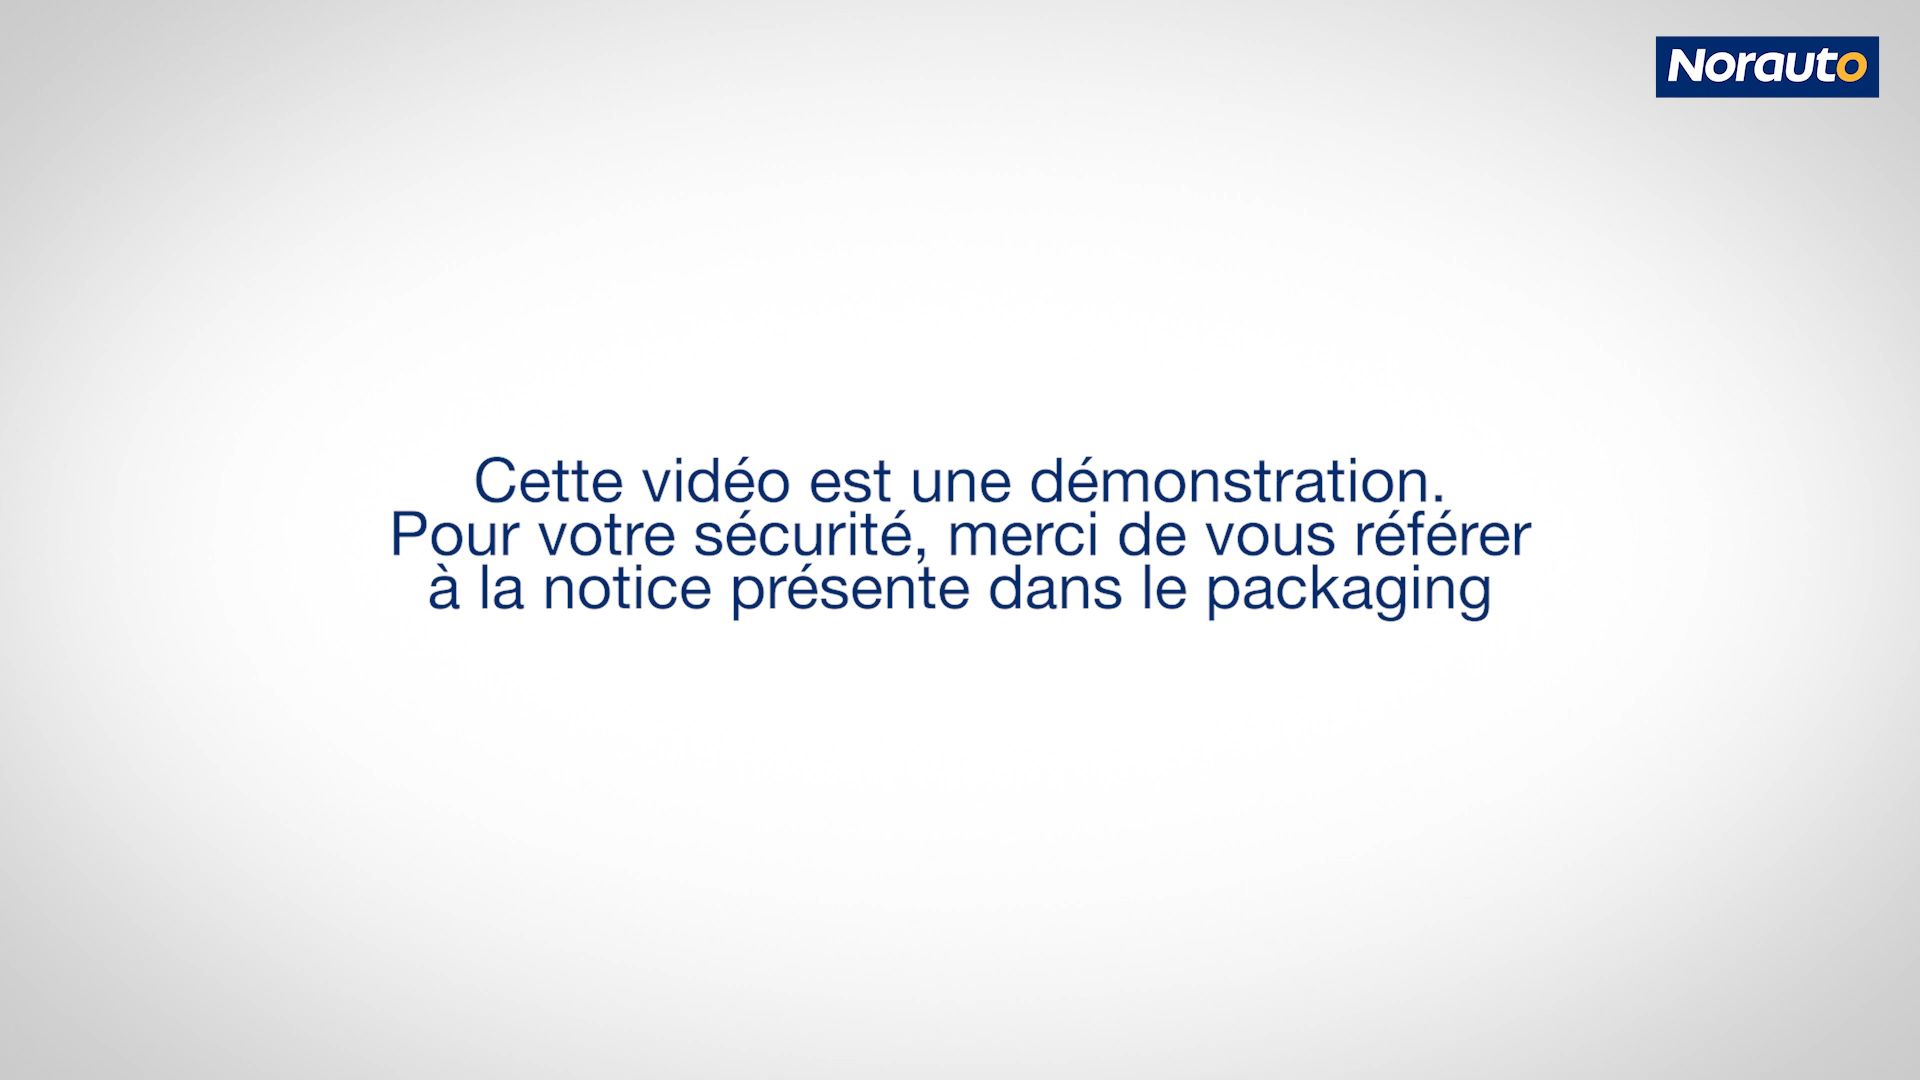 Norauto
Cette vidéo est une démonstration.
Pour votre sécurité, merci de vous référer
à la notice présente dans le packaging